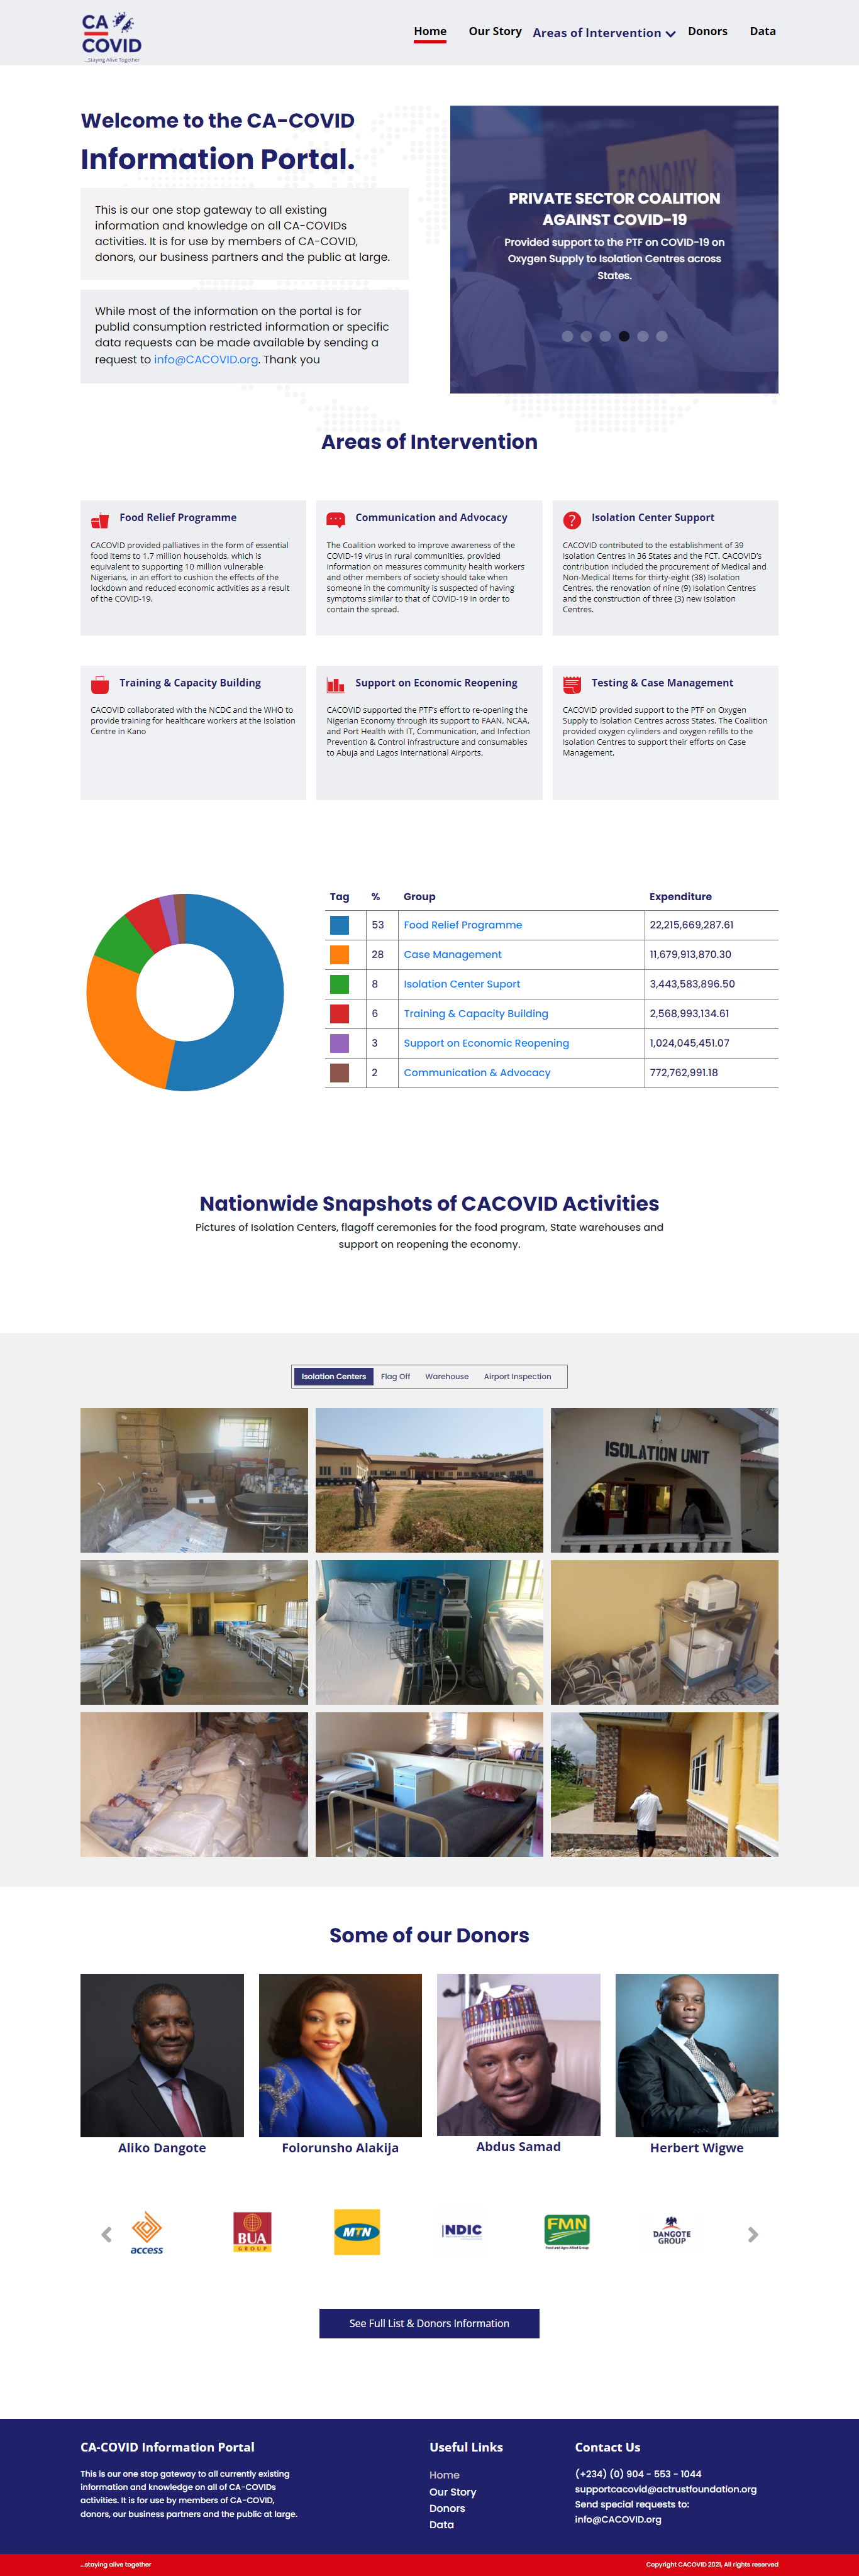 CA
COVID
...Staying Alive Together
Home
Our Story
Areas of Intervention
Donors
Data
Welcome to the CA-COVID
Information Portal.
This is our one stop gateway to all existing
information and knowledge on all CA-COVIDs
activities. It is for use by members of CA-COVID,
donors, our business partners and the public at large.
While most of the information on the portal is for
publid consumption restricted information or specific
data requests can be made available by sending a
request to info@CACOVID.org. Thank you
ECONOMY
PRIVATE SECTOR COALITION
AGAINST COVID-19
Provided support to the PTF on COVID-19 on
Oxygen Supply to Isolation Centres across
States.
Areas of Intervention
Food Relief Programme
CACOVID provided palliatives in the form of essential
food items to 1.7 million households, which is
equivalent to supporting 10 million vulnerable
Nigerians, in an effort to cushion the effects of the
lockdown and reduced economic activities as a result
of the COVID-19.
Communication and Advocacy
The Coalition worked to improve awareness of the
COVID-19 virus in rural communities, provided
information on measures community health workers
and other members of society should take when
someone in the community is suspected of having
symptoms similar to that of COVID-19 in order to
contain the spread.
Isolation Center Support
CACOVID contributed to the establishment of 39
Isolation Centres in 36 States and the FCT. CACOVID's
contribution included the procurement of Medical and
Non-Medical Items for thirty-eight (38) Isolation
Centres, the renovation of nine (9) Isolation Centres
and the construction of three (3) new isolation
Centres.
Training & Capacity Building
CACOVID collaborated with the NCDC and the WHO to
provide training for healthcare workers at the Isolation
Centre in Kano
Support on Economic Reopening
CACOVID supported the PTF's effort to re-opening the
Nigerian Economy through its support to FAAN, NCAA,
and Port Health with IT, Communication, and Infection
Prevention & Control infrastructure and consumables
to Abuja and Lagos International Airports.
Testing & Case Management
CACOVID provided support to the PTF on Oxygen
Supply to Isolation Centres across States. The Coalition
provided oxygen cylinders and oxygen refills to the
Isolation Centres to support their efforts on Case
Management.
Tag % Group Expenditure
53 Food Relief Programme 22,215,669,287.61
28 Case Management 11,679,913,870.30
8 Isolation Center Suport 3,443,583,896.50
6 Training & Capacity Building 2,568,993,134.61
3 Support on Economic Reopening 1,024,045,451.07
2 Communication & Advocacy 772,762,991.18
Nationwide Snapshots of CACOVID Activities
Pictures of Isolation Centers, flagoff ceremonies for the food program, State warehouses and
support on reopening the economy.
Isolation Centers
Flag Off
Warehouse
Airport Inspection
LG
ISOLATION UNIT
Some of our Donors
Aliko Dangote
Folorunsho Alakija
Abdus Samad
Herbert Wigwe
access
BUA
GROUP
MTN
NDIC
FMN
DANGOTE
GROUP
See Full List & Donors Information
CA-COVID Information Portal
This is our one stop gateway to all currently existing
information and knowledge on all of CA-COVIDs
activities. It is for use by members of CA-COVID,
donors, our business partners and the public at large.
Useful Links
Home
Our Story
Donors
Data
Contact Us
(+234) (0) 904 - 553 - 1044
supportcacovid@actrustfoundation.org
Send special requests to:
info@CACOVID.org
...staying alive together
Copyright CACOVID 2021, All rights reserved